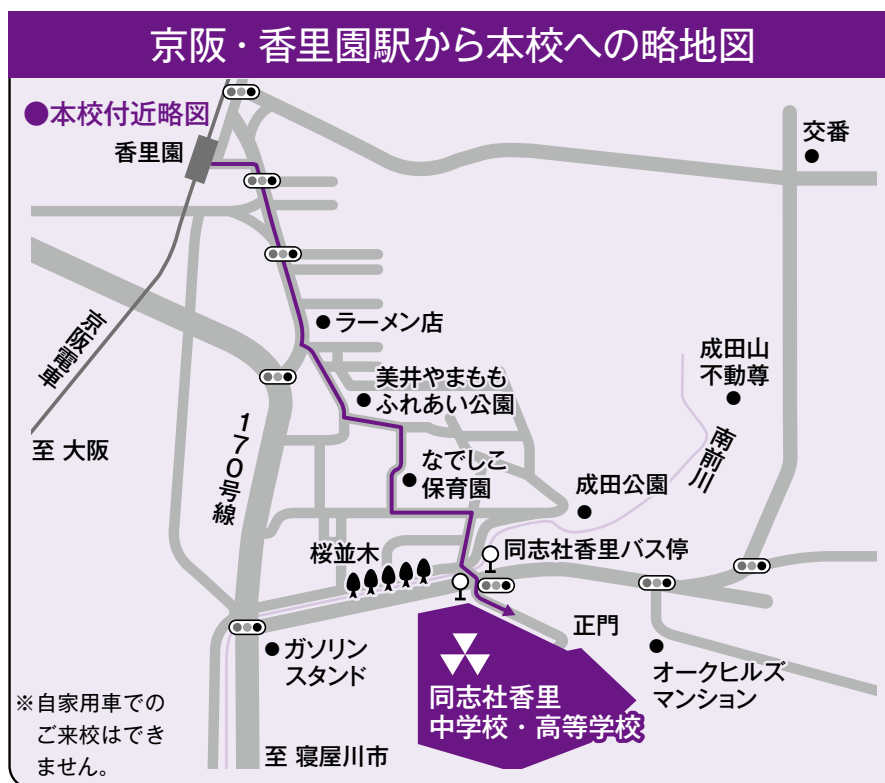 京阪・香里園駅から本校への略地図
●本校付近略図
香里園
交番
京阪電車
ラーメン店
成田山
不動尊
美井やまもも
ふれあい公園
至 大阪
170号線
南前川
なでしこ
保育園
成田公園
桜並木
同志社香里バス停
正門
ガソリン
スタンド
オークヒルズ
マンション
同志社香里
中学校・高等学校
※自家用車での
ご来校はでき
ません。
至 寝屋川市